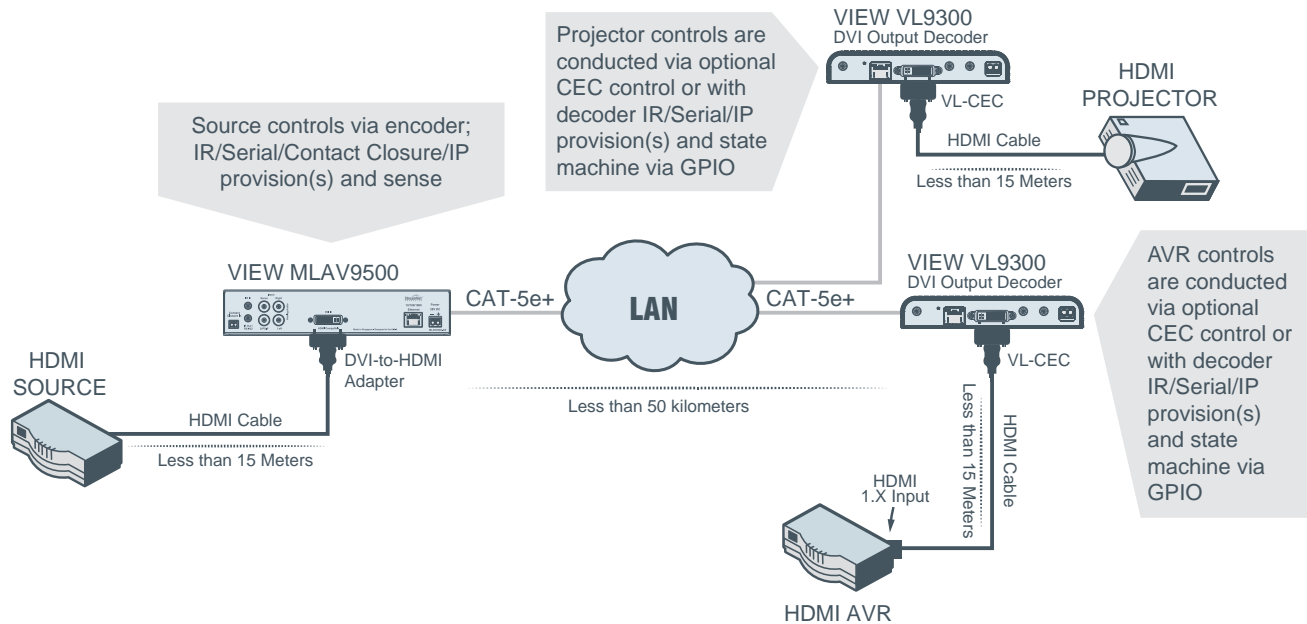 VIEW VL9300
DVI Output Decoder
Projector controls are
conducted via optional
CEC control or with
decoder IR/Serial/IP
provision(s) and state
machine via GPIO
HDMI
PROJECTOR
VL-CEC
HDMI Cable
Less than 15 Meters
Source controls via encoder;
IR/Serial/Contact Closure/IP
provision(s) and sense
VIEW MLAV9500
CAT-5e+
LAN
CAT-5e+
VIEW VL9300
DVI Output Decoder
AVR controls
are conducted
via optional
CEC control or
with decoder
IR/Serial/IP
provision(s)
and state
machine via
GPIO
HDMI
SOURCE
DVI-to-HDMI
Adapter
VL-CEC
HDMI Cable
Less than 15 Meters
Less than 50 kilometers
HDMI Cable
Less than 15 Meters
HDMI
1.X Input
HDMI AVR